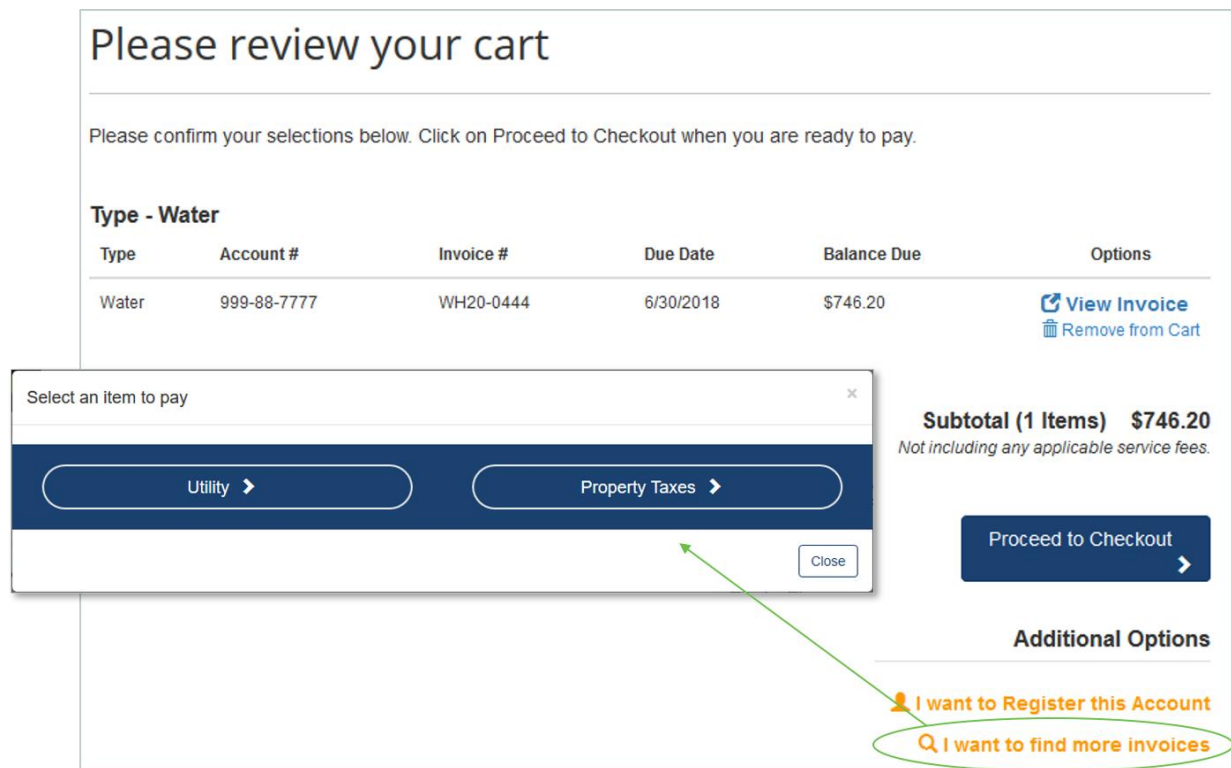 Please review your cart
Please confirm your selections below. Click on Proceed to Checkout when you are ready to pay.
Type - Water
Type Account # Invoice # Due Date Balance Due Options
Water 999-88-7777 WH20-0444 6/30/2018 $746.20 View Invoice
Remove from Cart
Select an item to pay ×
Utility
Property Taxes
Close
Subtotal (1 Items) $746.20
Not including any applicable service fees.
Proceed to Checkout
Additional Options
I want to Register this Account
I want to find more invoices